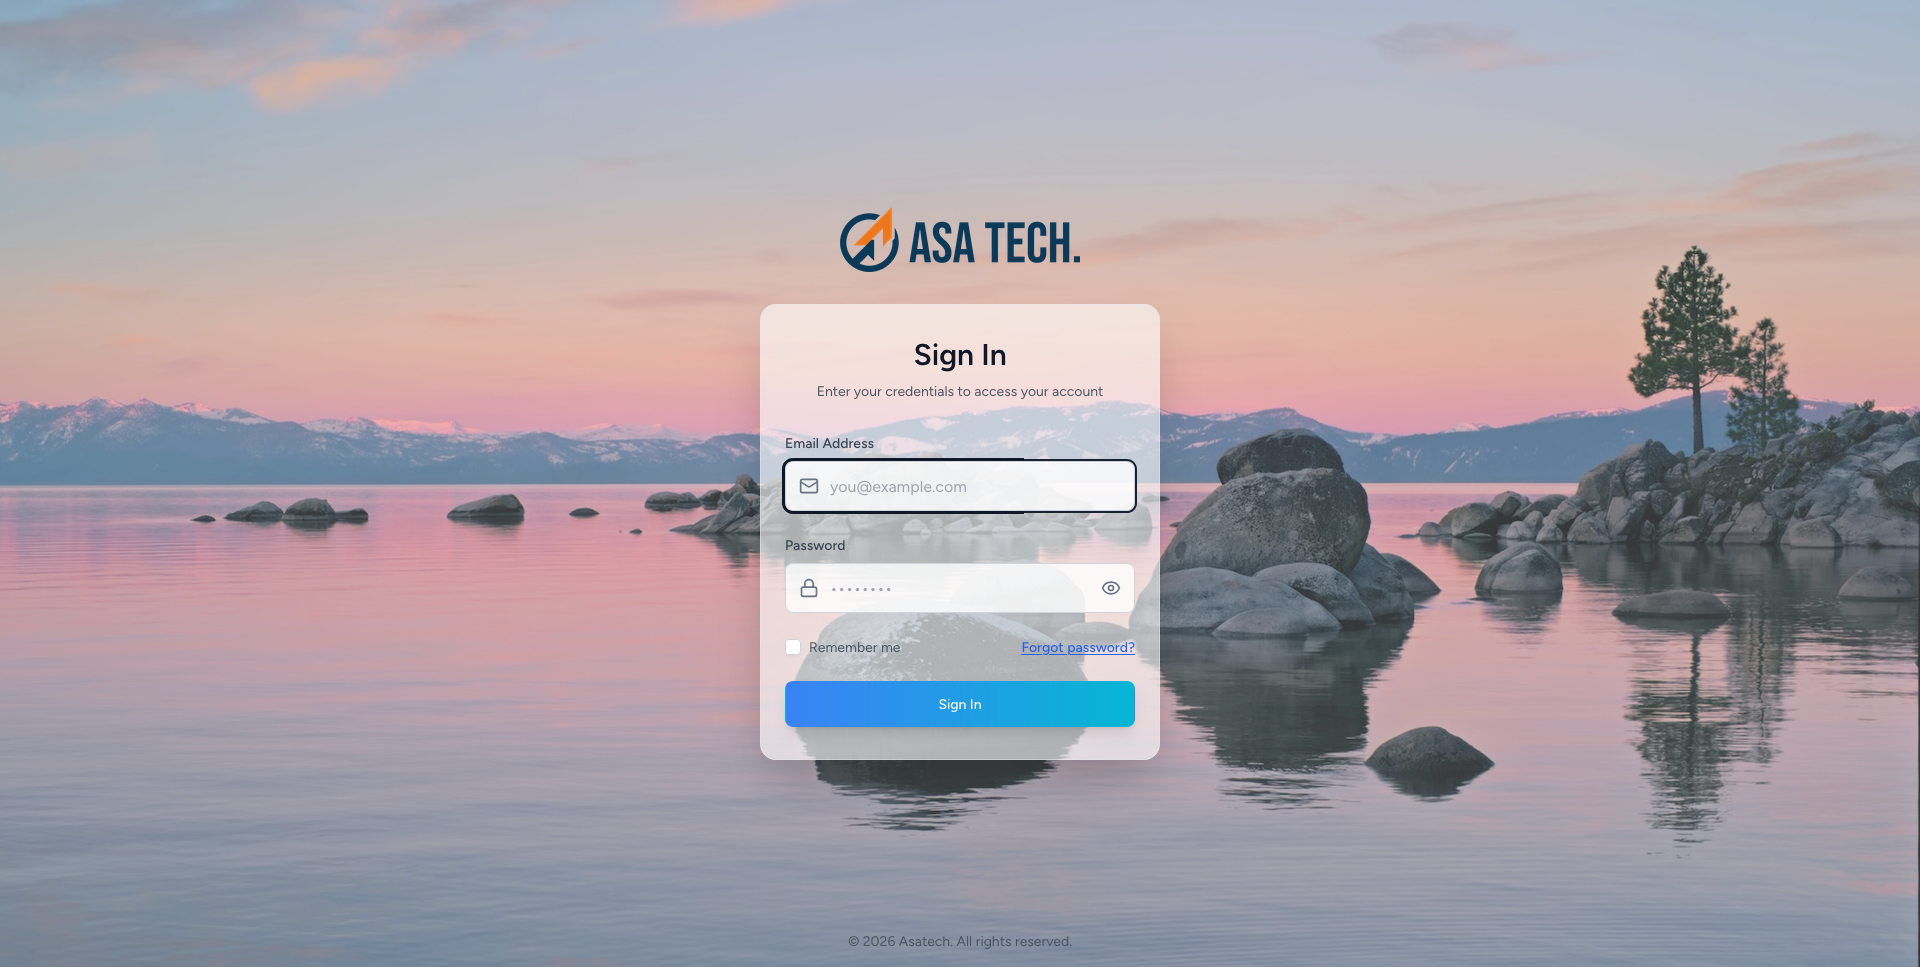 ASA TECH.
Sign In
Enter your credentials to access your account
Email Address
you@example.com
Password
••••••••
Remember me
Forgot password?
Sign In
© 2026 Asatech. All rights reserved.